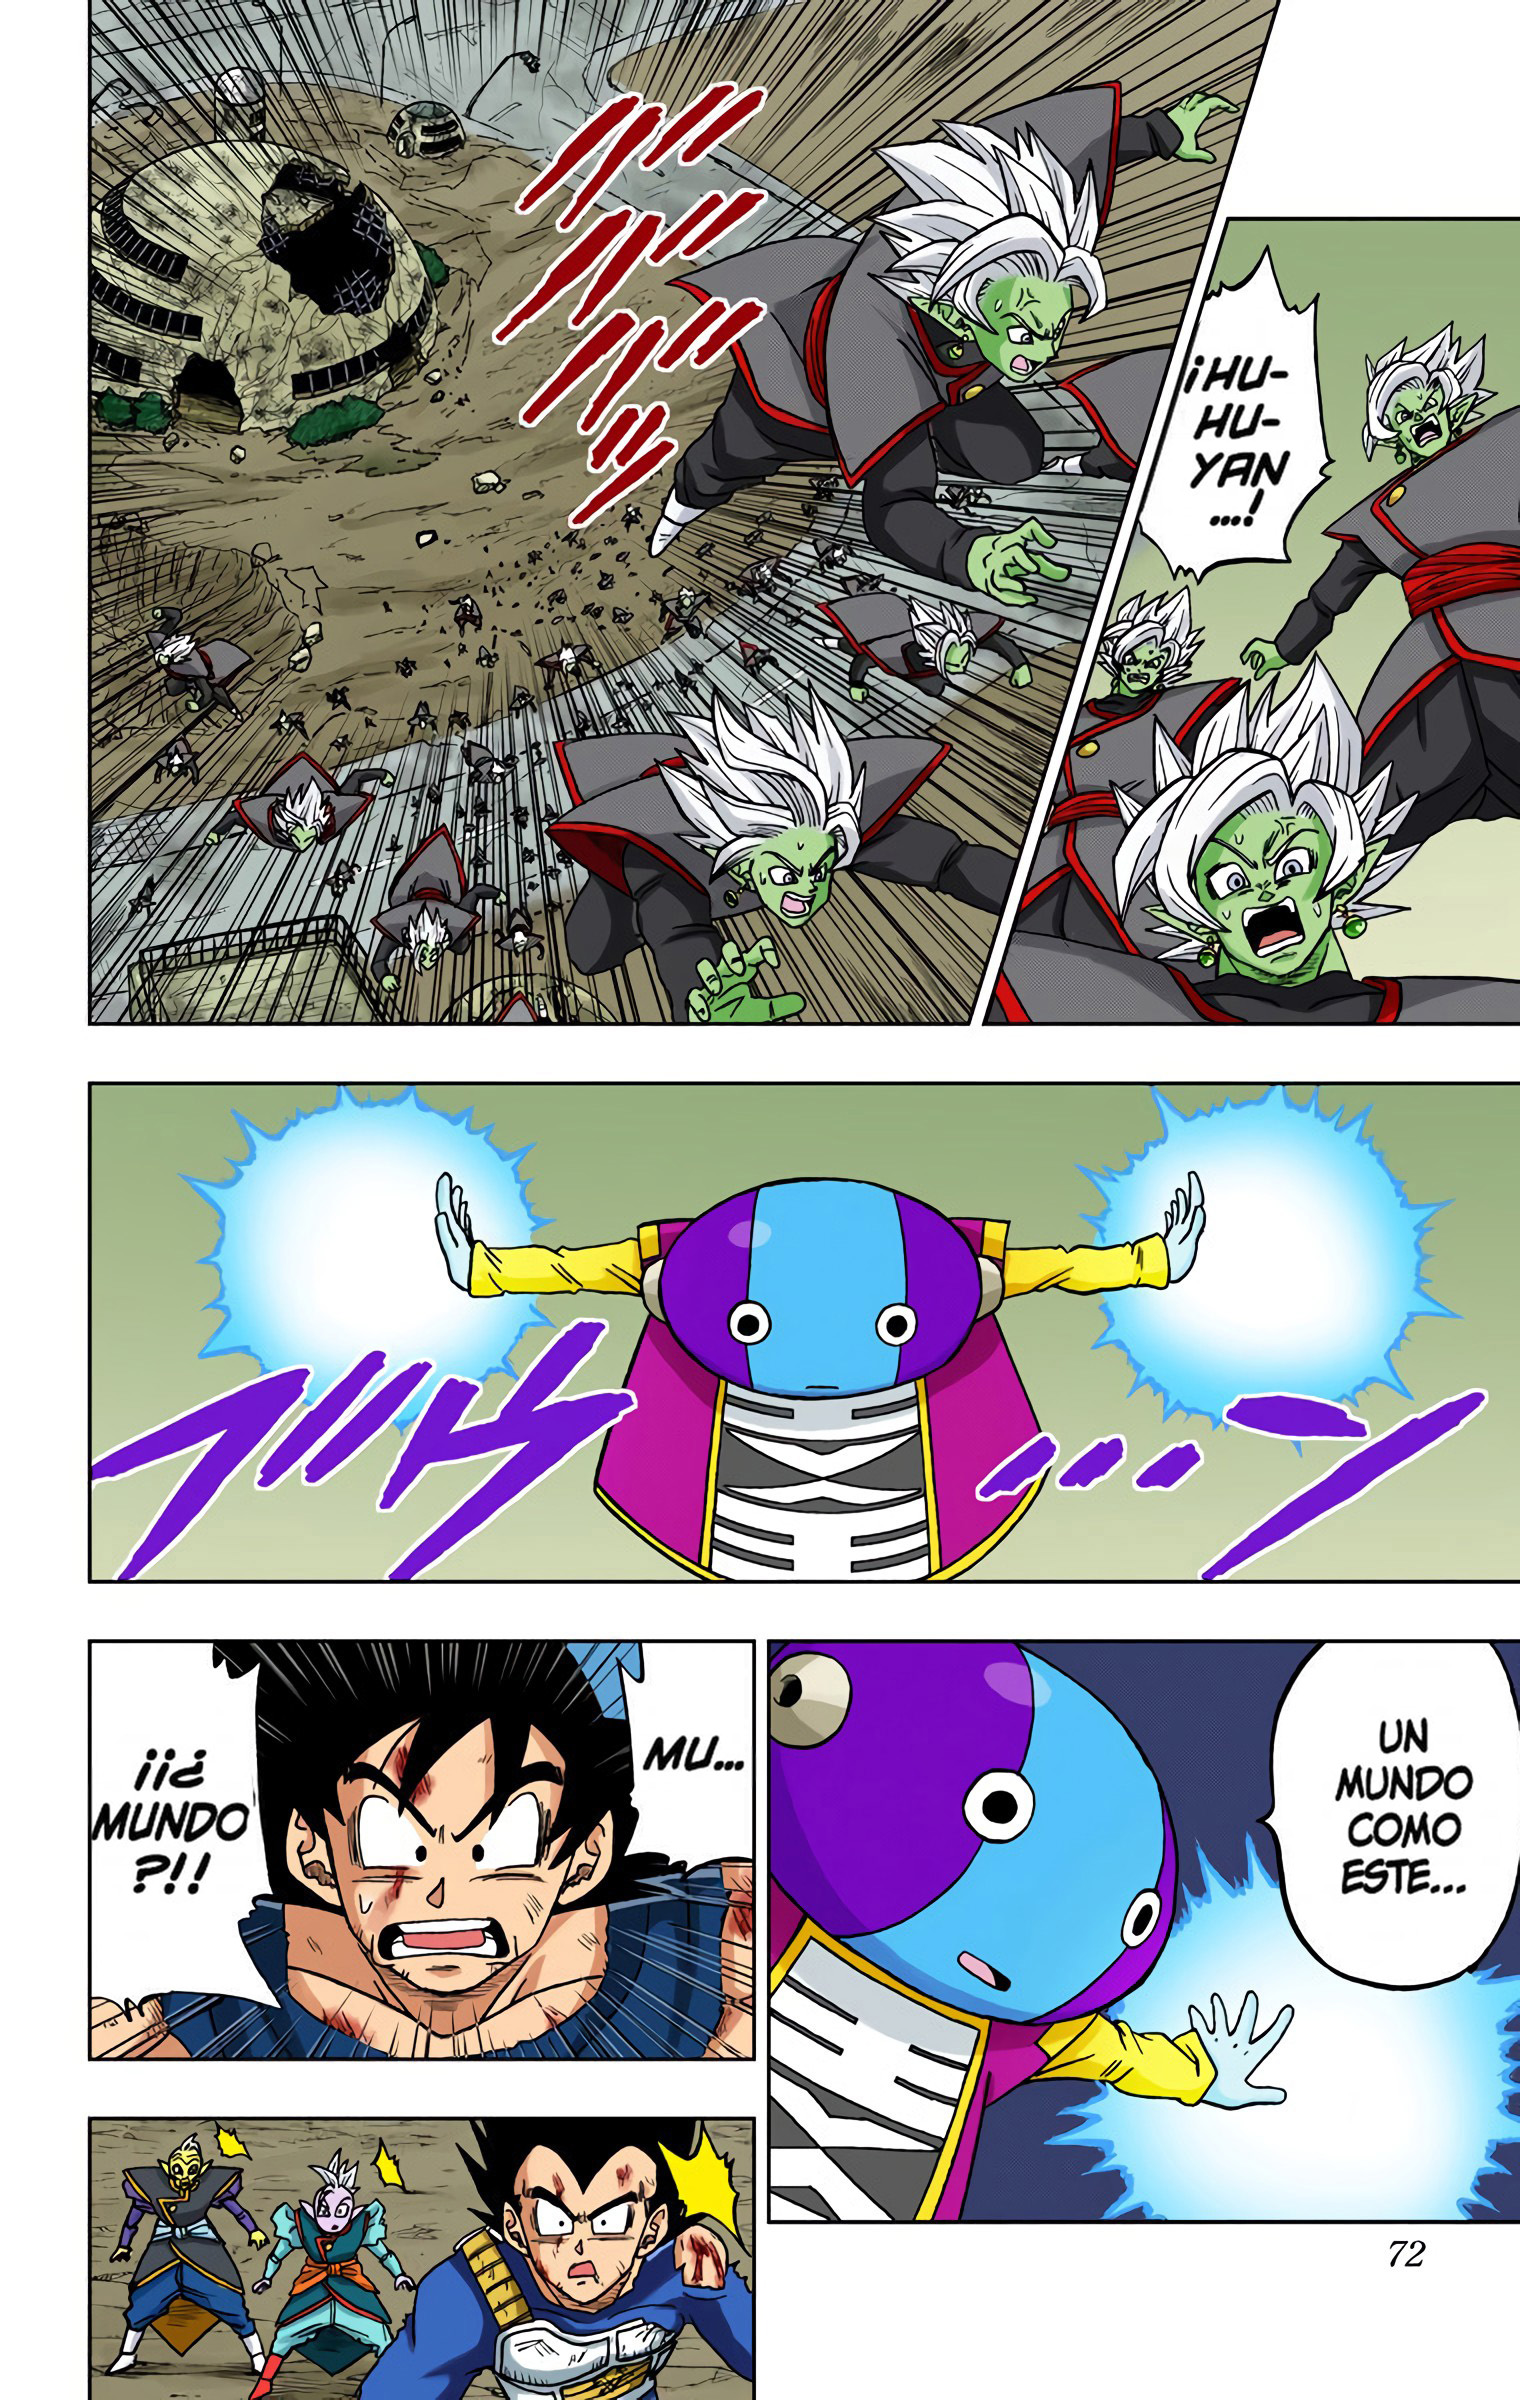 ¡HU-
HU-
YAN
...!
UN
MUNDO
COMO
ESTE...
MU...
¡¡¿
MUNDO
?!!
72